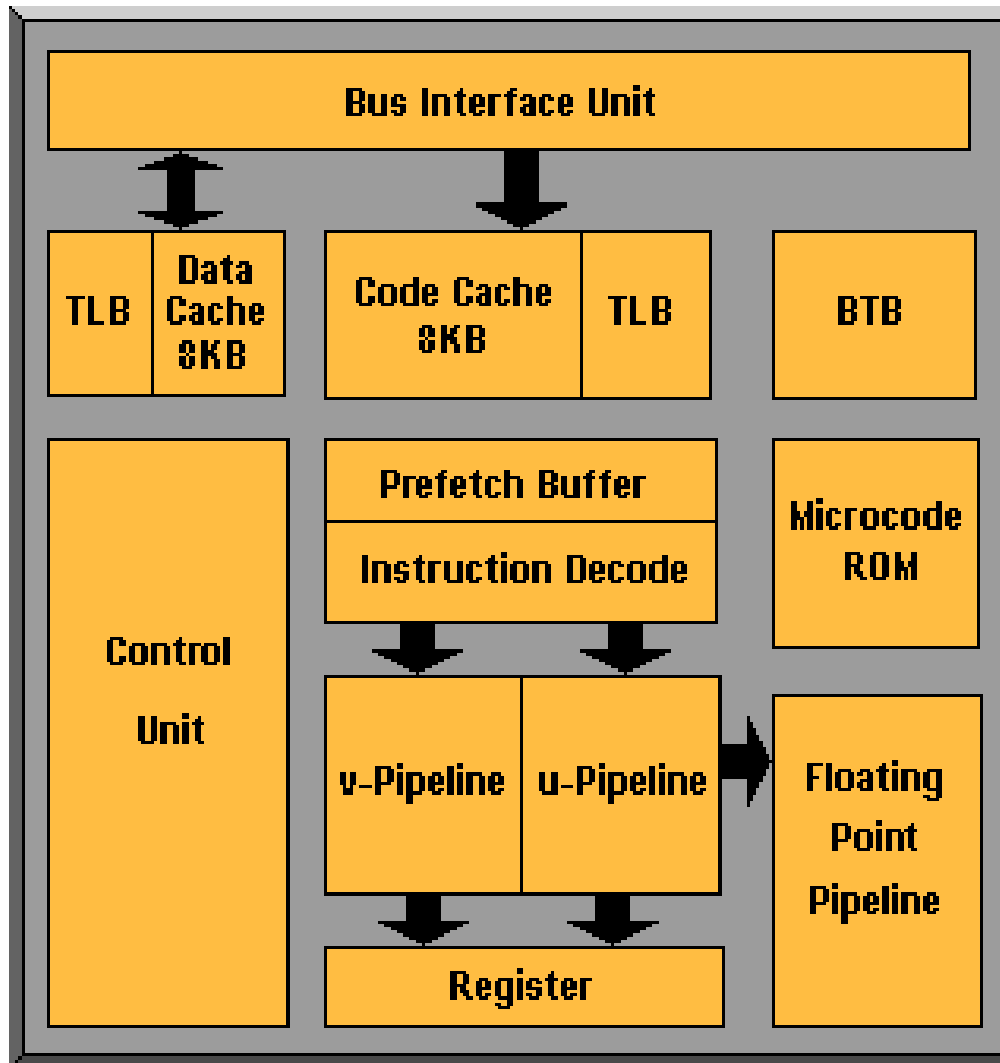 Bus Interface Unit
TLB
Data
Cache
8KB
Code Cache
8KB
TLB
BTB
Control
Unit
Prefetch Buffer
Instruction Decode
Microcode
ROM
v-Pipeline
u-Pipeline
Floating
Point
Pipeline
Register